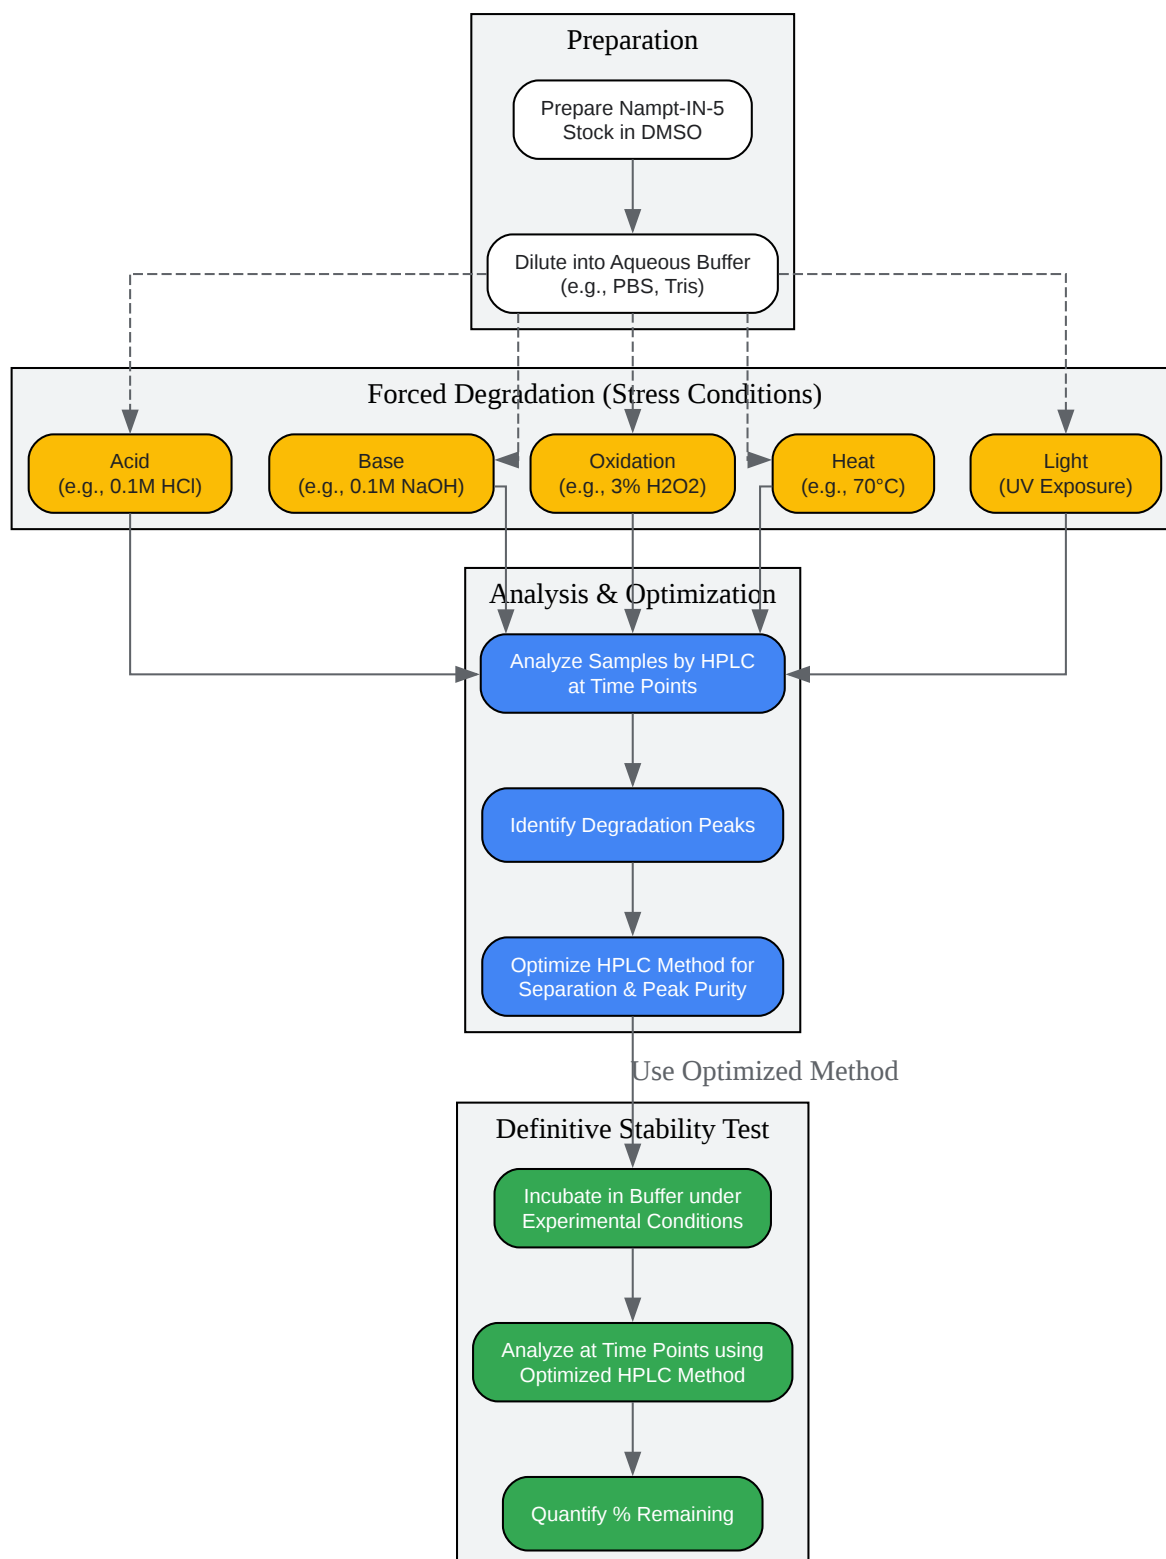 Preparation
Prepare Nampt-IN-5
Stock in DMSO
Dilute into Aqueous Buffer
(e.g., PBS, Tris)
Forced Degradation (Stress Conditions)
Acid
(e.g., 0.1M HCl)
Base
(e.g., 0.1M NaOH)
Oxidation
(e.g., 3% H2O2)
Heat
(e.g., 70°C)
Light
(UV Exposure)
Analysis & Optimization
Analyze Samples by HPLC
at Time Points
Identify Degradation Peaks
Optimize HPLC Method for
Separation & Peak Purity
Use Optimized Method
Definitive Stability Test
Incubate in Buffer under
Experimental Conditions
Analyze at Time Points using
Optimized HPLC Method
Quantify % Remaining